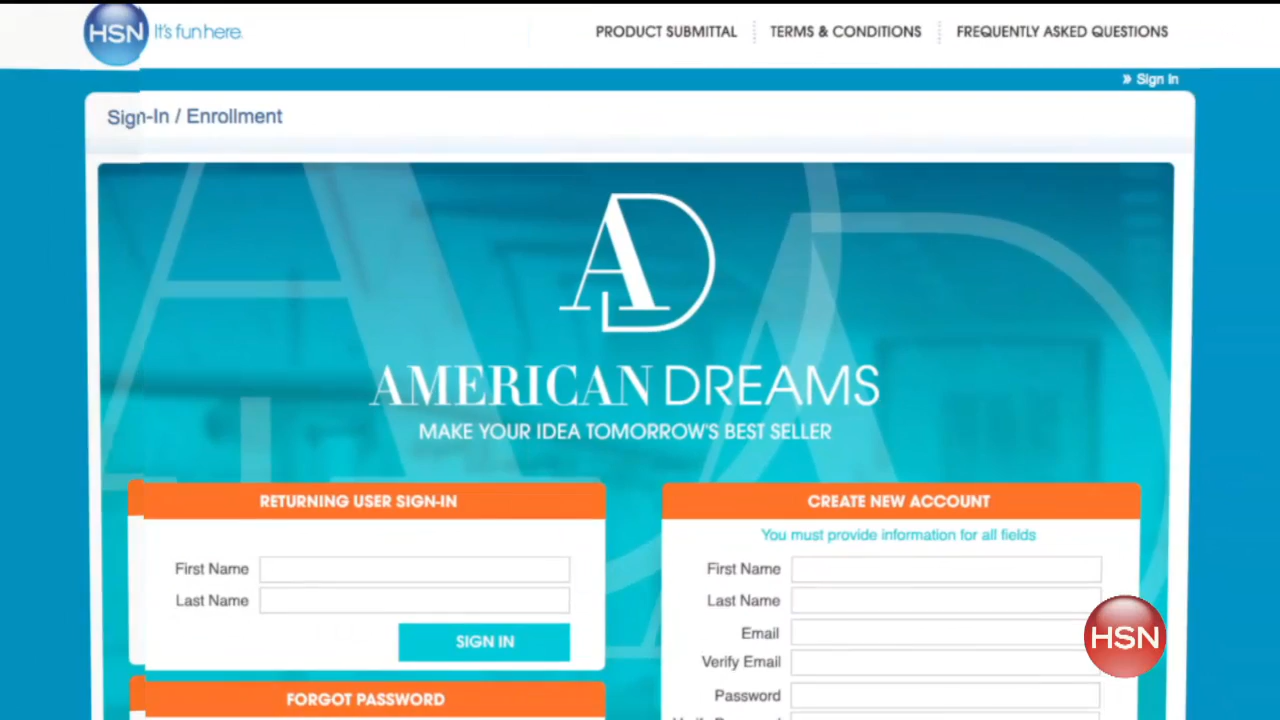 HSN It's fun here.
PRODUCT SUBMITTAL TERMS & CONDITIONS FREQUENTLY ASKED QUESTIONS
» Sign In
Sign-In / Enrollment
AD
AMERICAN DREAMS
MAKE YOUR IDEA TOMORROW'S BEST SELLER
RETURNING USER SIGN-IN
First Name
Last Name
SIGN IN
FORGOT PASSWORD
CREATE NEW ACCOUNT
You must provide information for all fields
First Name
Last Name
Email
Verify Email
Password
HSN